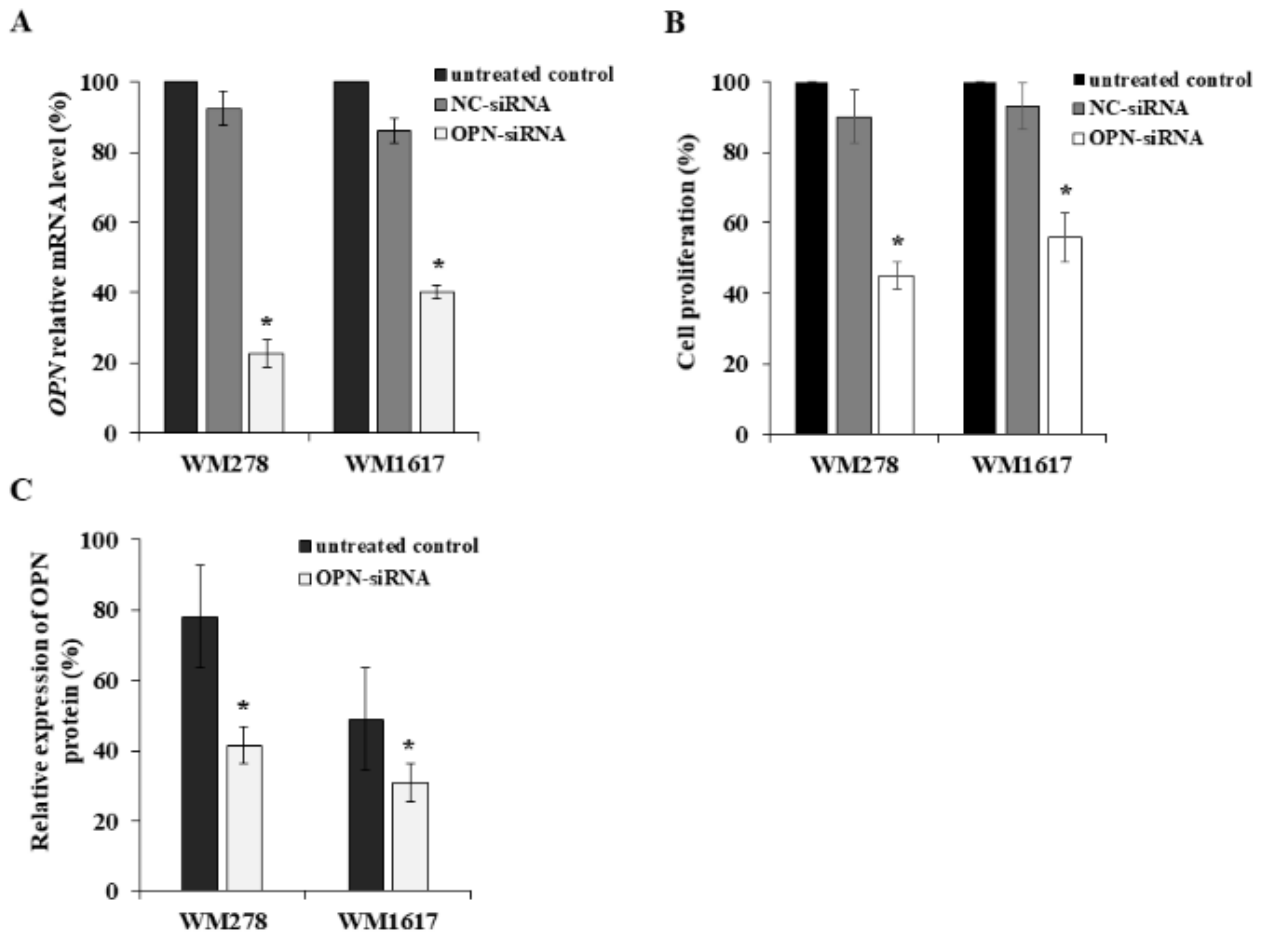 A
OPN relative mRNA level (%)
100
80
60
40
20
0
untreated control
NC-siRNA
OPN-siRNA
*
*
WM278
WM1617
B
Cell proliferation (%)
100
80
60
40
20
0
untreated control
NC-siRNA
OPN-siRNA
*
*
WM278
WM1617
C
Relative expression of OPN
protein (%)
100
80
60
40
20
0
untreated control
OPN-siRNA
*
*
WM278
WM1617